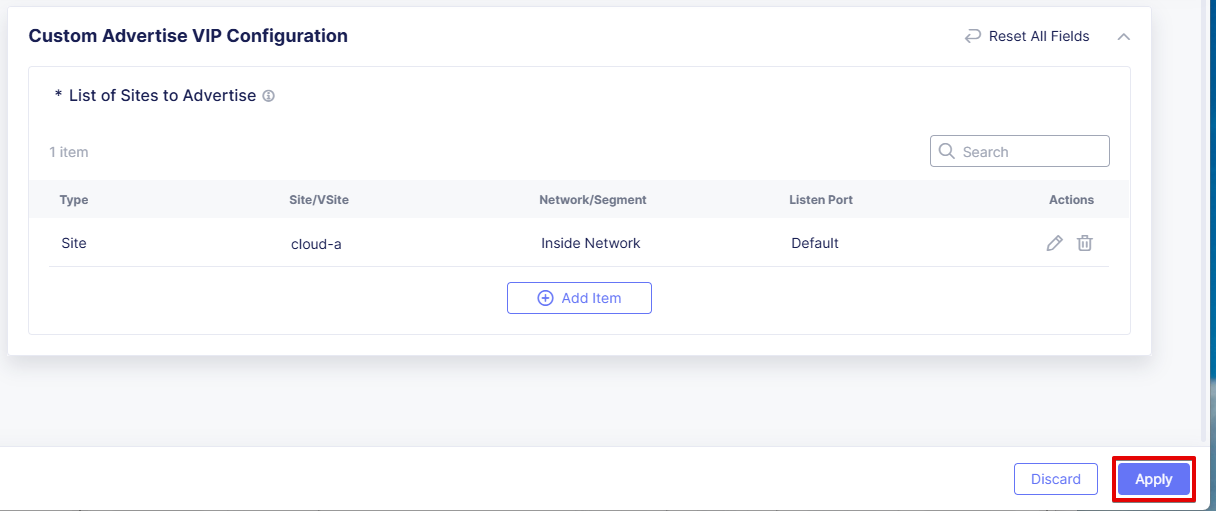 Custom Advertise VIP Configuration
Reset All Fields
* List of Sites to Advertise
1 item
Search
Type Site/VSite Network/Segment Listen Port Actions
Site cloud-a Inside Network Default
Add Item
Discard Apply